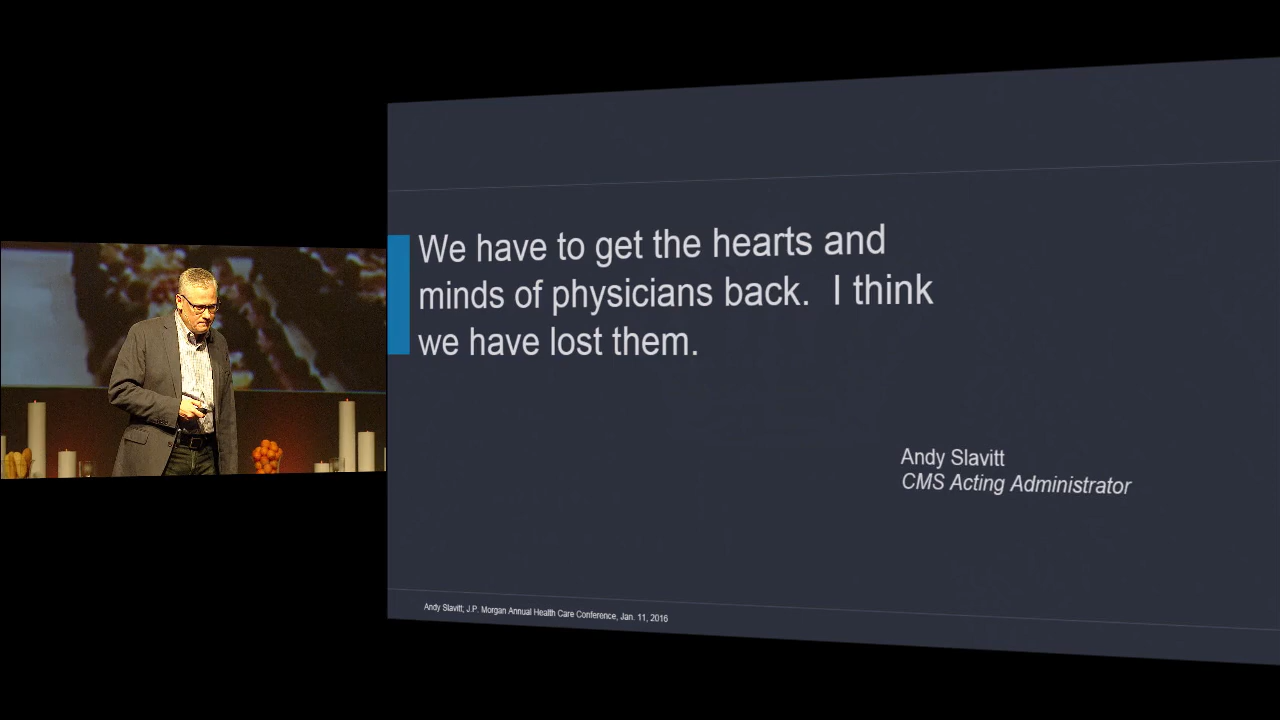 We have to get the hearts and
minds of physicians back.  I think
we have lost them.
Andy Slavitt
CMS Acting Administrator
Andy Slavitt; J.P. Morgan Annual Health Care Conference, Jan. 11, 2016